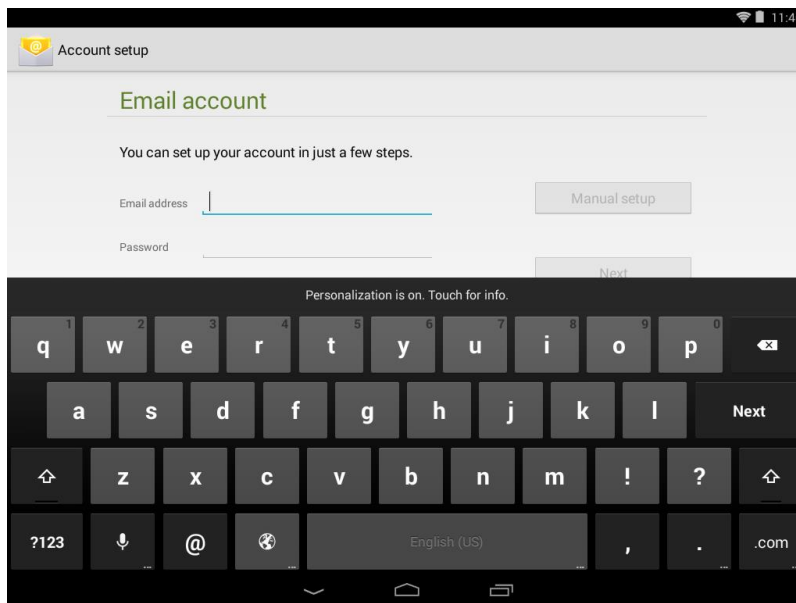 11:4
Account setup
Email account
You can set up your account in just a few steps.
Email address
Manual setup
Password
Next
Personalization is on. Touch for info.
1 2 3 4 5 6 7 8 9 0
q w e r t y u i o p
a s d f g h j k l Next
z x c v b n m ! ?
?123 @ English (US) , . .com